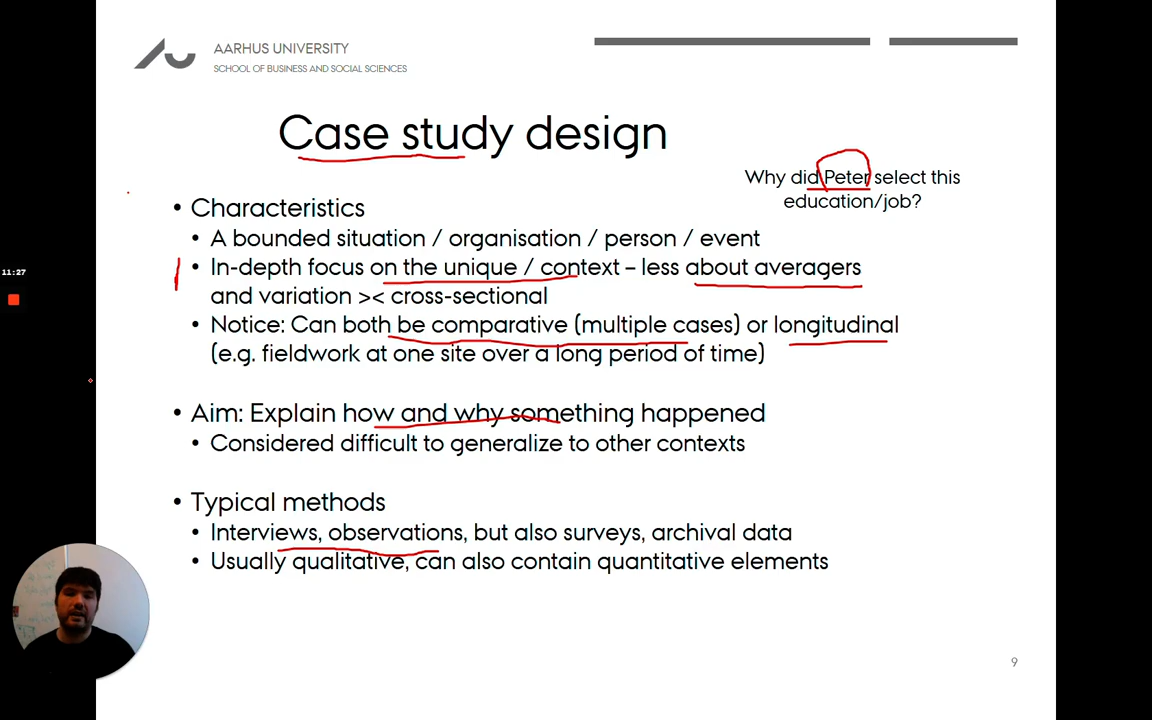 AARHUS UNIVERSITY
SCHOOL OF BUSINESS AND SOCIAL SCIENCES
Case study design
Why did Peter select this
education/job?
• Characteristics
• A bounded situation / organisation / person / event
• In-depth focus on the unique / context – less about averagers
and variation >< cross-sectional
• Notice: Can both be comparative (multiple cases) or longitudinal
(e.g. fieldwork at one site over a long period of time)
• Aim: Explain how and why something happened
• Considered difficult to generalize to other contexts
• Typical methods
• Interviews, observations, but also surveys, archival data
• Usually qualitative, can also contain quantitative elements
11:27
9